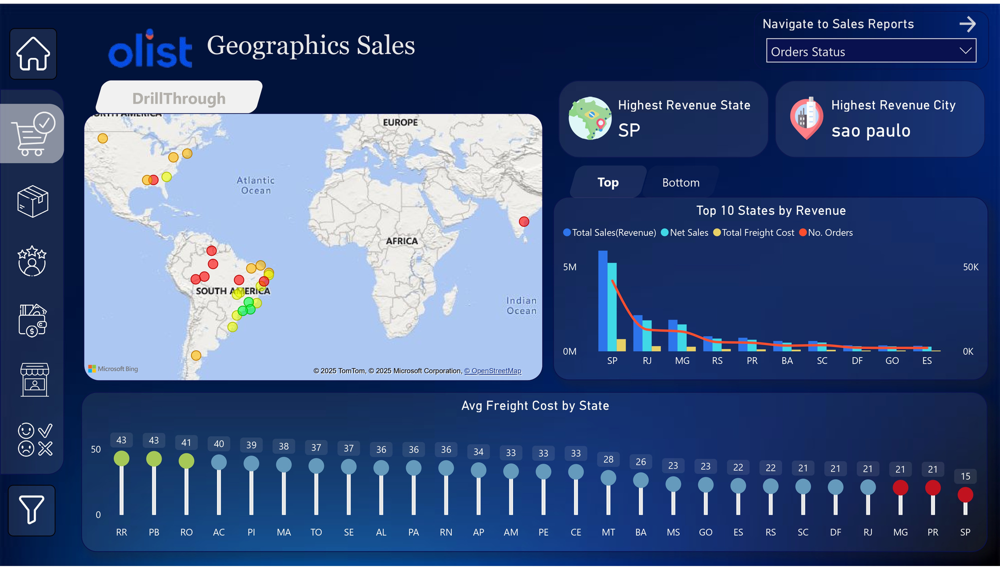 olist
Geographics Sales
Navigate to Sales Reports
Orders Status
DrillThrough
NORTH AMERICA
EUROPE
Atlantic
Ocean
AFRICA
SOUTH AMERICA
Indian
Ocean
Microsoft Bing
© 2025 TomTom, © 2025 Microsoft Corporation, © OpenStreetMap
Highest Revenue State
SP
Highest Revenue City
sao paulo
Top
Bottom
Top 10 States by Revenue
Total Sales(Revenue) Net Sales Total Freight Cost No. Orders
5M 50K
0M 0K
SP RJ MG RS PR BA SC DF GO ES
Avg Freight Cost by State
43 43 41 40 39 38 37 37 36 36 36 34 33 33 33 28 26 23 23 22 22 21 21 21 21 21 15
50
0
RR PB RO AC PI MA TO SE AL PA RN AP AM PE CE MT BA MS GO ES RS SC DF RJ MG PR SP